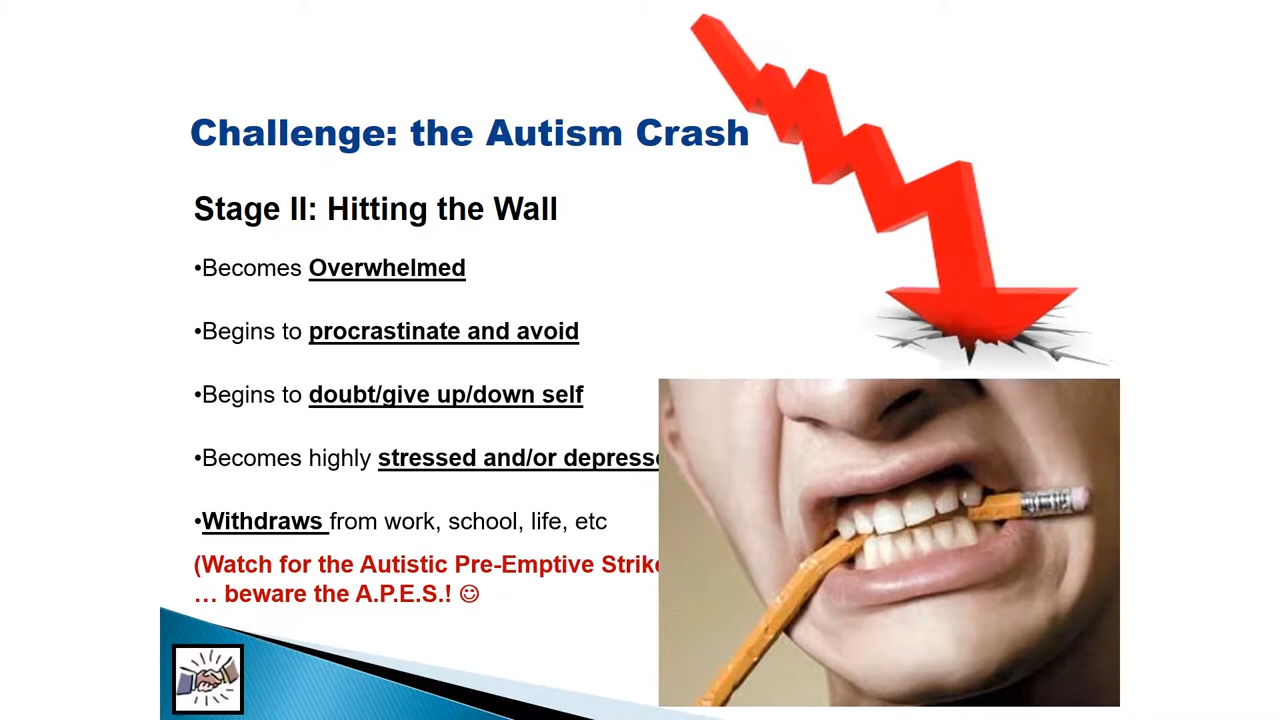 Challenge: the Autism Crash
Stage II: Hitting the Wall
•Becomes Overwhelmed
•Begins to procrastinate and avoid
•Begins to doubt/give up/down self
•Becomes highly stressed and/or depresse
•Withdraws from work, school, life, etc
(Watch for the Autistic Pre-Emptive Strike
… beware the A.P.E.S.! ☺